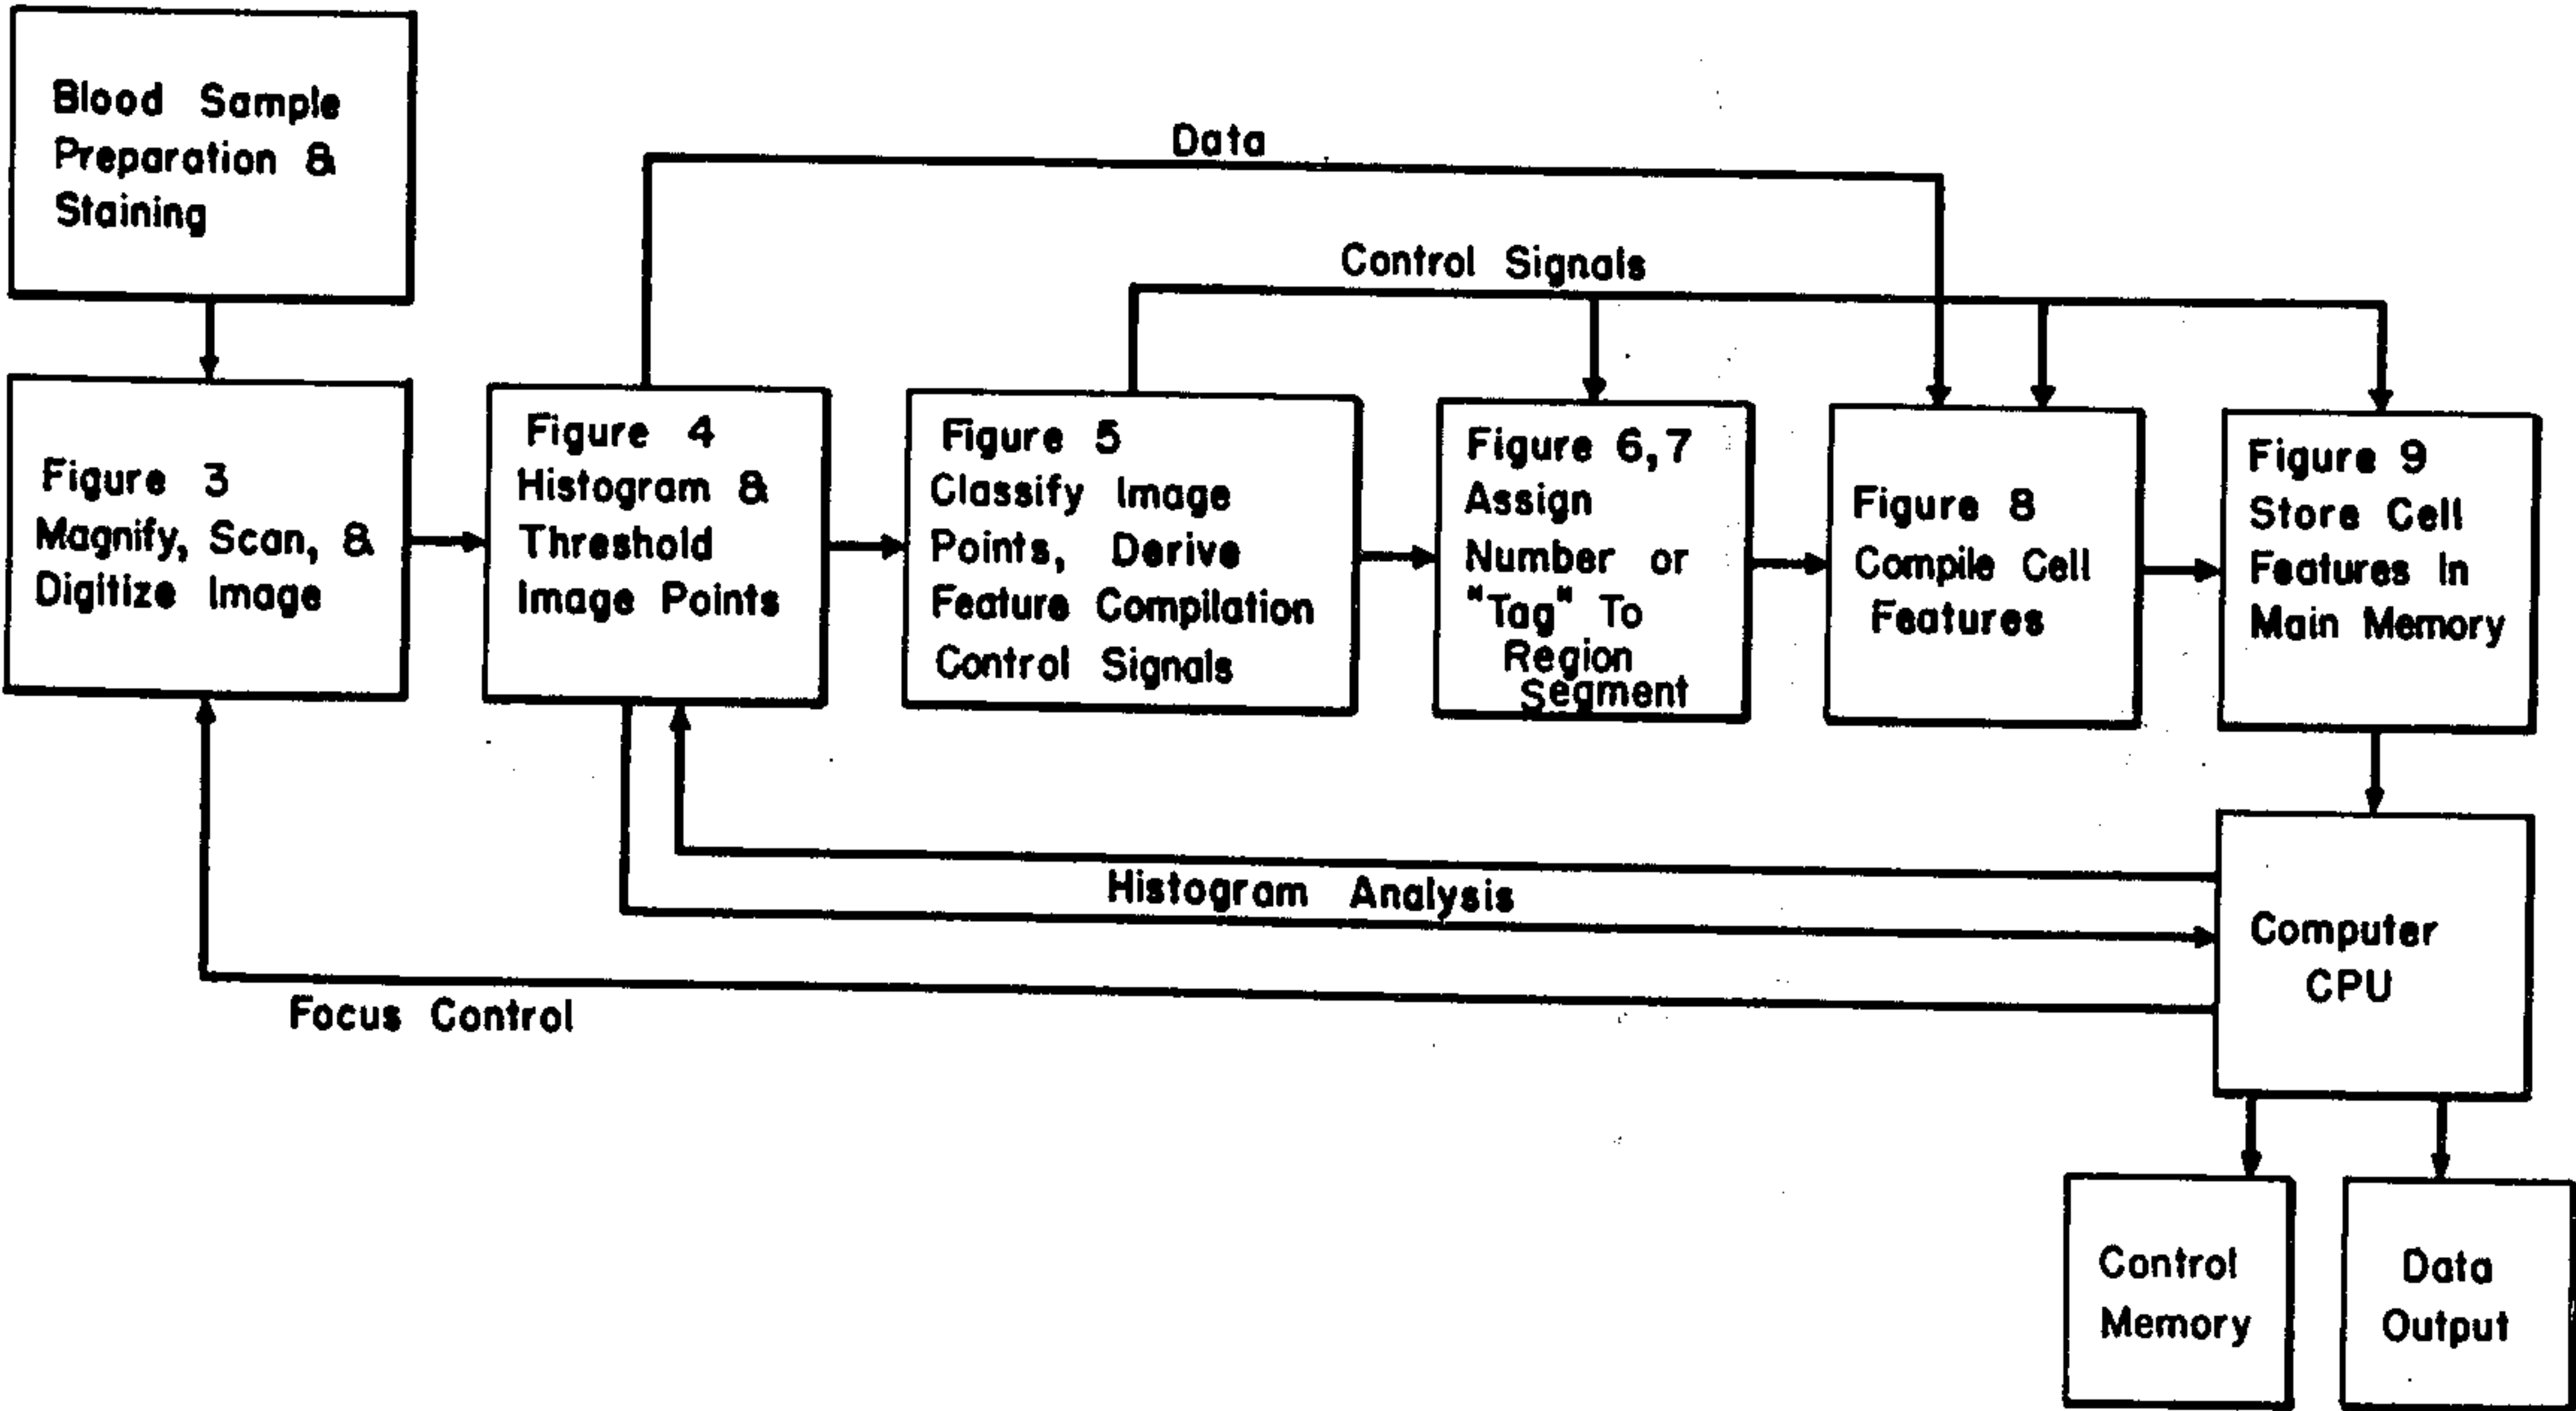 Blood Sample
Preparation &
Staining
Data
Control Signals
Figure 3
Magnify, Scan, &
Digitize Image
Figure 4
Histogram &
Threshold
Image Points
Figure 5
Classify Image
Points, Derive
Feature Compilation
Control Signals
Figure 6,7
Assign
Number or
"Tag" To
Region
Segment
Figure 8
Compile Cell
Features
Figure 9
Store Cell
Features In
Main Memory
Histogram Analysis
Focus Control
Computer
CPU
Control
Memory
Data
Output